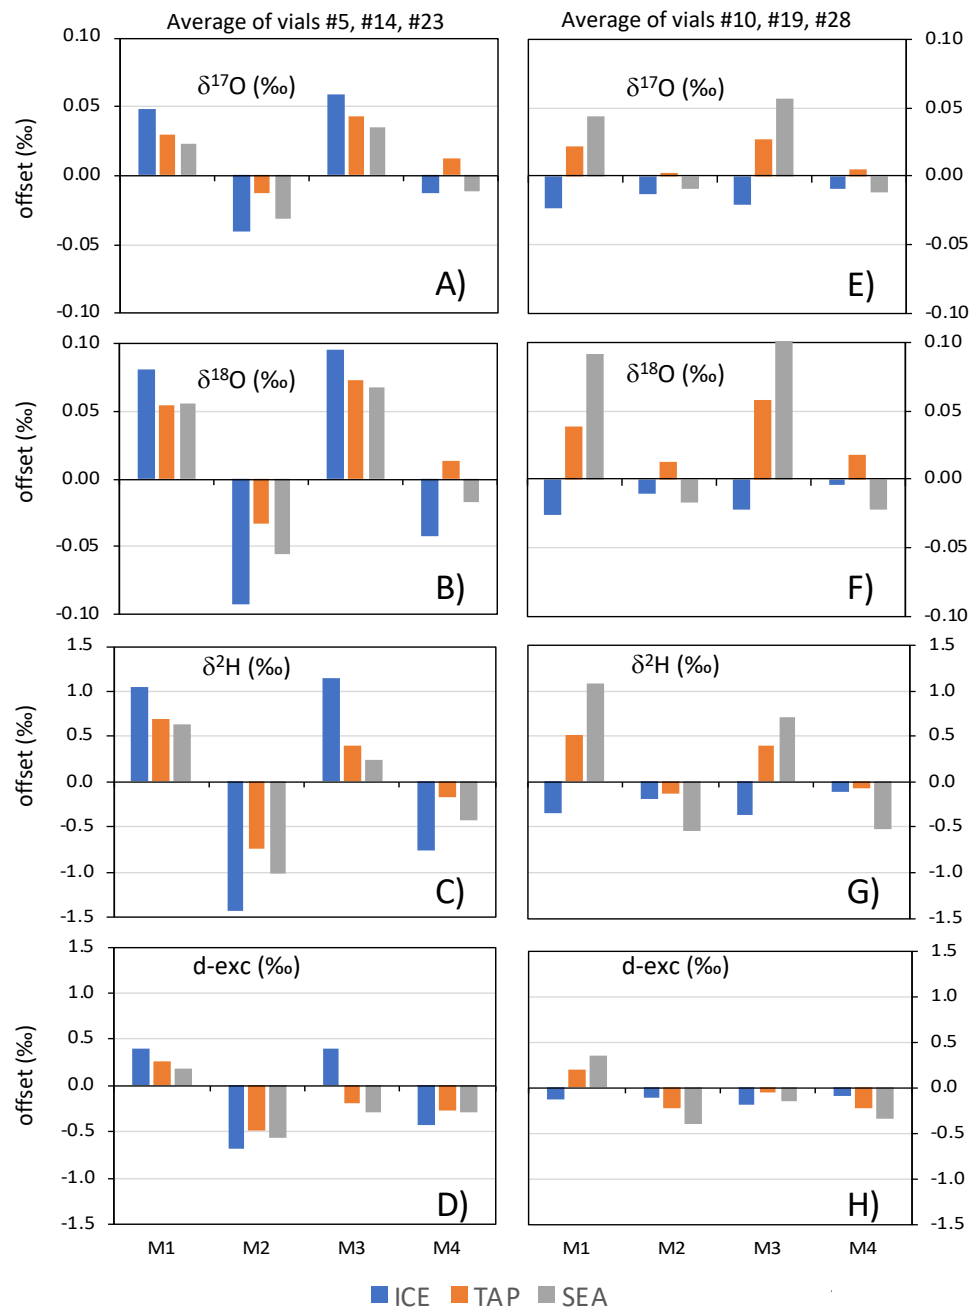 Average of vials #5, #14, #23
Average of vials #10, #19, #28
0.10
0.05
0.00
-0.05
-0.10
offset (‰)
δ¹⁷O (‰)
A)
δ¹⁷O (‰)
E)
0.10
0.05
0.00
-0.05
-0.10
0.10
0.05
0.00
-0.05
-0.10
offset (‰)
δ¹⁸O (‰)
B)
δ¹⁸O (‰)
F)
0.10
0.05
0.00
-0.05
-0.10
1.5
1.0
0.5
0.0
-0.5
-1.0
-1.5
offset (‰)
δ²H (‰)
C)
δ²H (‰)
G)
1.5
1.0
0.5
0.0
-0.5
-1.0
-1.5
1.5
1.0
0.5
0.0
-0.5
-1.0
-1.5
offset (‰)
d-exc (‰)
D)
d-exc (‰)
H)
1.5
1.0
0.5
0.0
-0.5
-1.0
-1.5
M1 M2 M3 M4
M1 M2 M3 M4
ICE TAP SEA